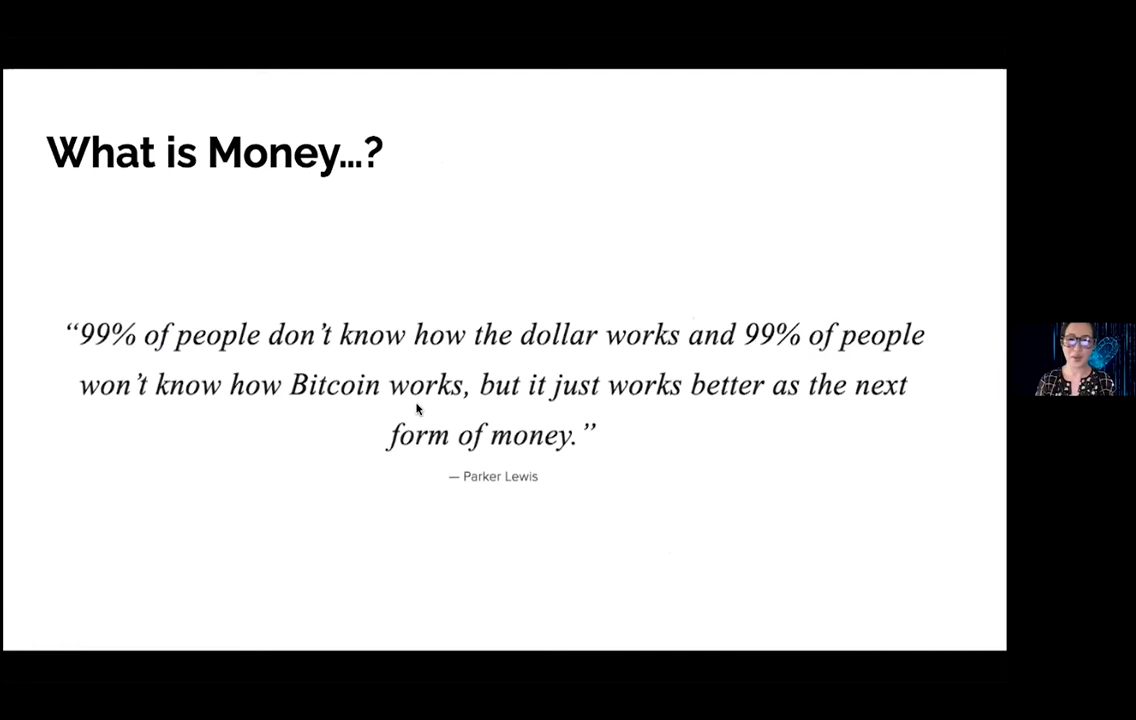 What is Money...?
“99% of people don’t know how the dollar works and 99% of people
won’t know how Bitcoin works, but it just works better as the next
form of money.”
— Parker Lewis